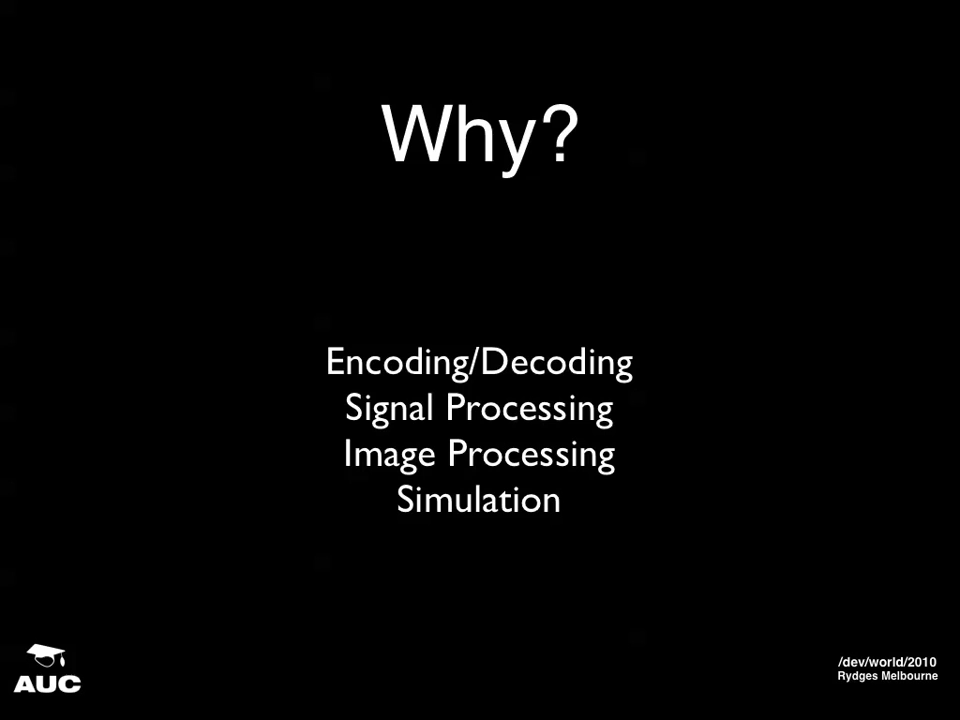 Why?
Encoding/Decoding
Signal Processing
Image Processing
Simulation
AUC
/dev/world/2010
Rydges Melbourne